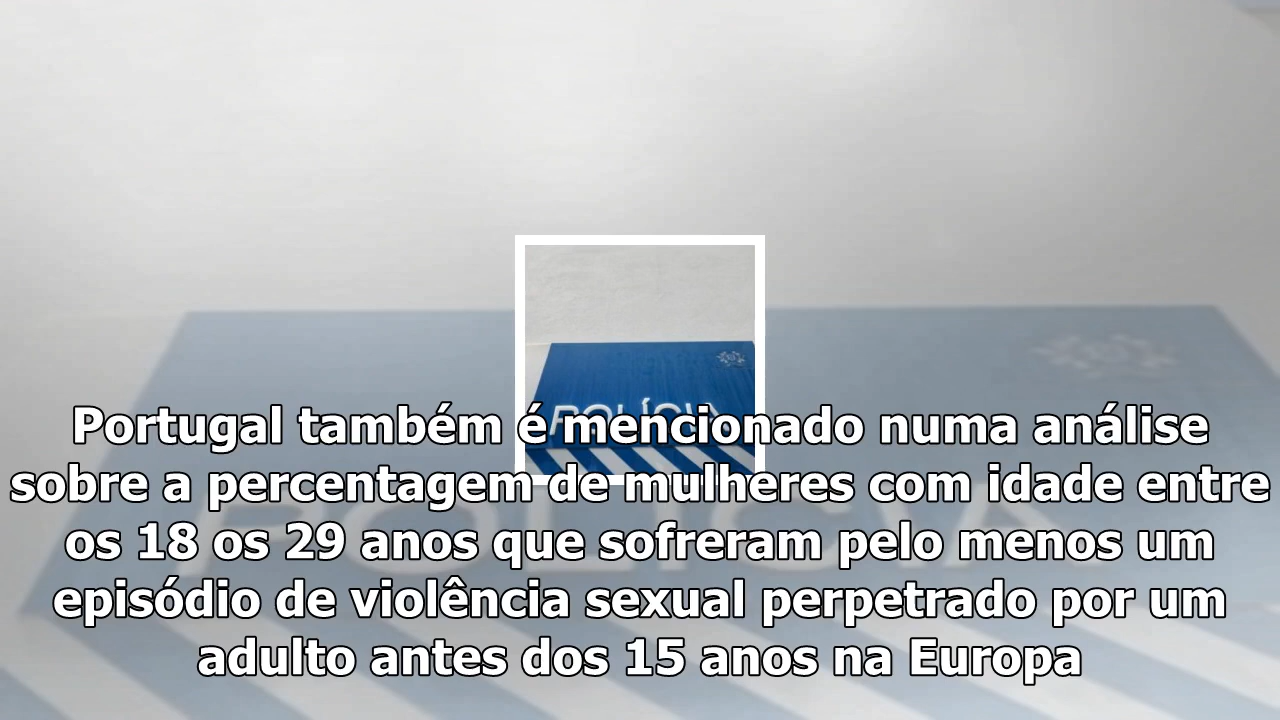 POLÍCIA
Portugal também é mencionado numa análise
sobre a percentagem de mulheres com idade entre
os 18 os 29 anos que sofreram pelo menos um
episódio de violência sexual perpetrado por um
adulto antes dos 15 anos na Europa